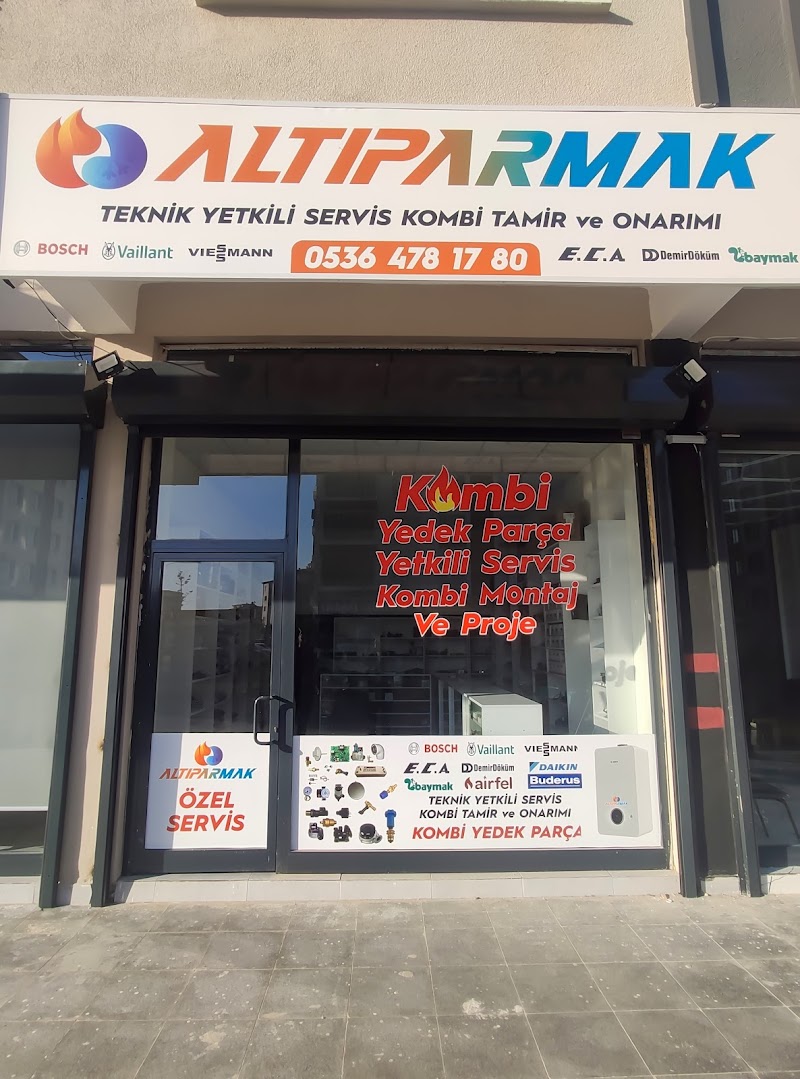 ALTIPARMAK
TEKNİK YETKİLİ SERVİS KOMBİ TAMİR ve ONARIMI
BOSCH Vaillant VIESSMANN 0536 478 17 80 E.C.A DemirDöküm baymak
Kombi
Yedek Parça
Yetkili Servis
Kombi Montaj
Ve Proje
ALTIPARMAK
ÖZEL
SERVİS
BOSCH Vaillant VIESSMANN
E.C.A DemirDöküm DAIKIN
baymak airfel Buderus
TEKNİK YETKİLİ SERVİS
KOMBİ TAMİR ve ONARIMI
KOMBİ YEDEK PARÇA